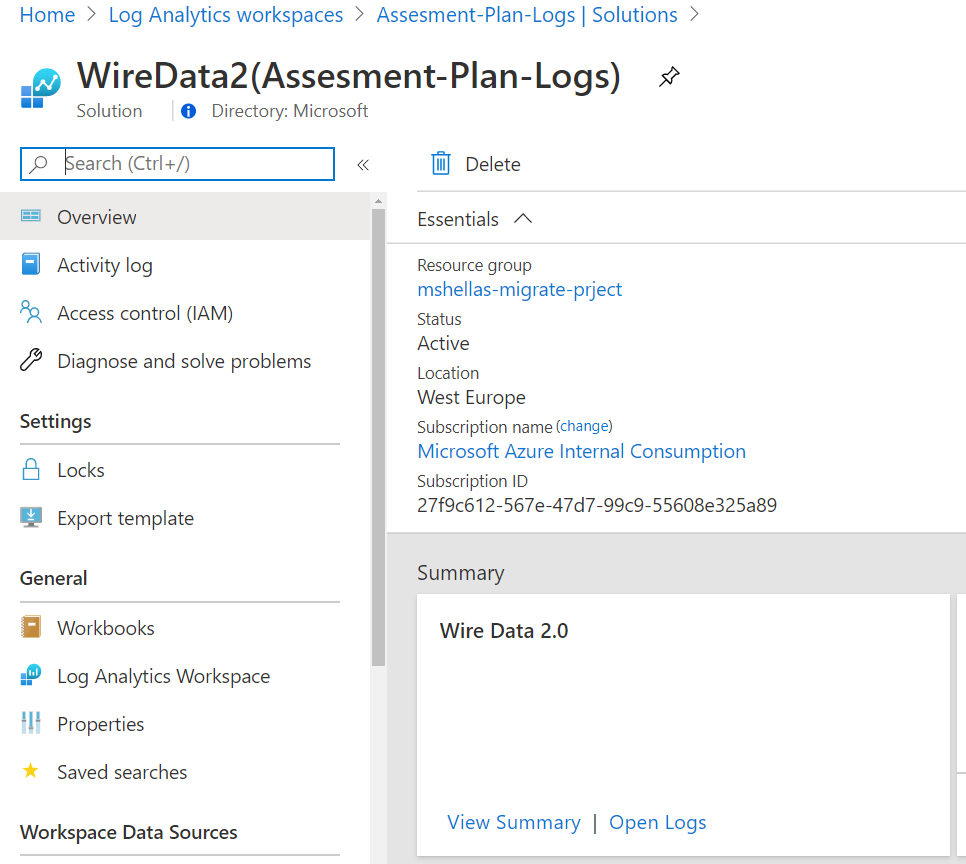 Home > Log Analytics workspaces > Assesment-Plan-Logs | Solutions >
WireData2(Assesment-Plan-Logs)
Solution | Directory: Microsoft
Search (Ctrl+/) «
Delete
Overview
Activity log
Access control (IAM)
Diagnose and solve problems
Settings
Locks
Export template
General
Workbooks
Log Analytics Workspace
Properties
Saved searches
Workspace Data Sources
Essentials
Resource group
mshellas-migrate-prject
Status
Active
Location
West Europe
Subscription name (change)
Microsoft Azure Internal Consumption
Subscription ID
27f9c612-567e-47d7-99c9-55608e325a89
Summary
Wire Data 2.0
View Summary | Open Logs